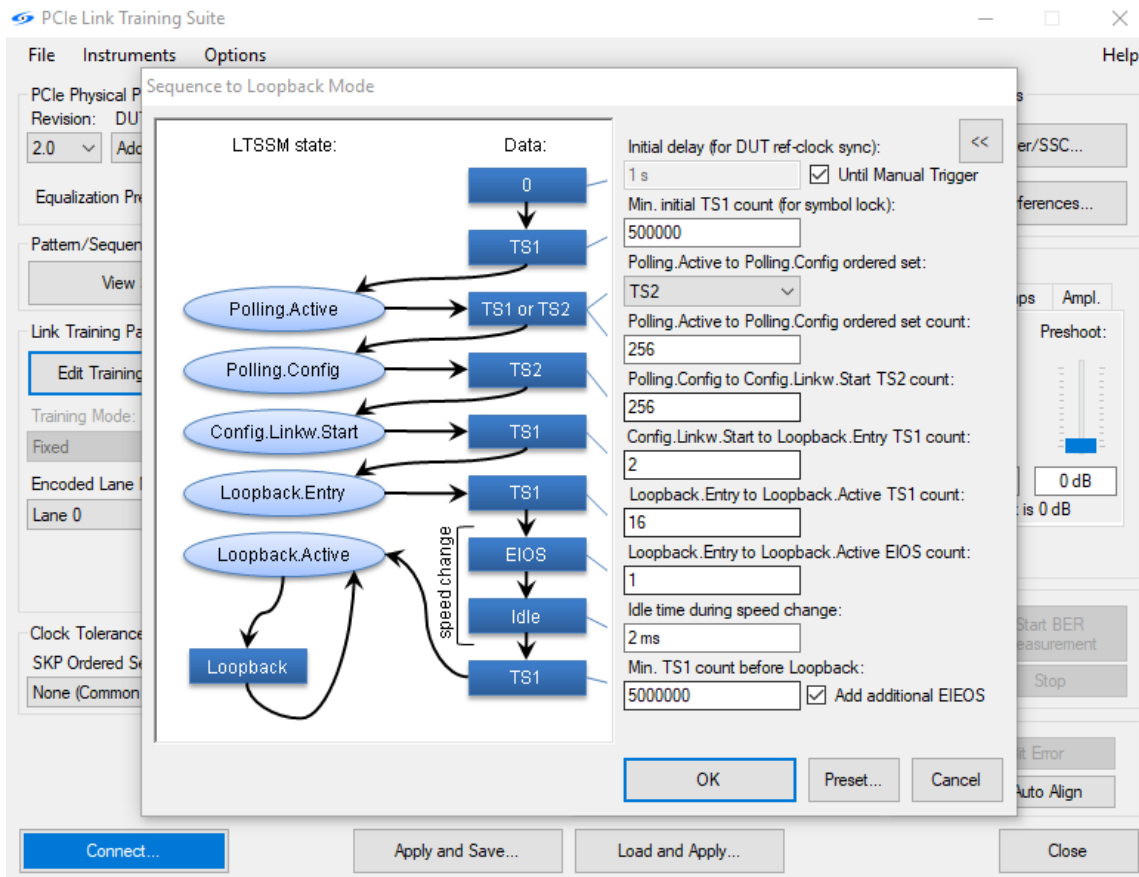 PCIe Link Training Suite
File Instruments Options Help
Sequence to Loopback Mode
PCIe Physical P
Revision: DU
2.0 Add
Equalization Pre
Pattern/Sequen
View
Link Training Pa
Edit Training
Training Mode:
Fixed
Encoded Lane
Lane 0
Clock Tolerance
SKP Ordered Se
None (Common
LTSSM state: Data:
0
TS1
Polling.Active TS1 or TS2
Polling.Config TS2
Config.Linkw.Start TS1
Loopback.Entry TS1
Loopback.Active EIOS
speed change
Idle
Loopback TS1
<<
Initial delay (for DUT ref-clock sync):
1 s Until Manual Trigger
Min. initial TS1 count (for symbol lock):
500000
Polling.Active to Polling.Config ordered set:
TS2
Polling.Active to Polling.Config ordered set count:
256
Polling.Config to Config.Linkw.Start TS2 count:
256
Config.Linkw.Start to Loopback.Entry TS1 count:
2
Loopback.Entry to Loopback.Active TS1 count:
16
Loopback.Entry to Loopback.Active EIOS count:
1
Idle time during speed change:
2 ms
Min. TS1 count before Loopback:
5000000 Add additional EIEOS
OK Preset... Cancel
s
er/SSC...
ferences...
ps Ampl.
Preshoot:
0 dB
is 0 dB
Start BER
easurement
Stop
it Error
Auto Align
Connect... Apply and Save... Load and Apply... Close